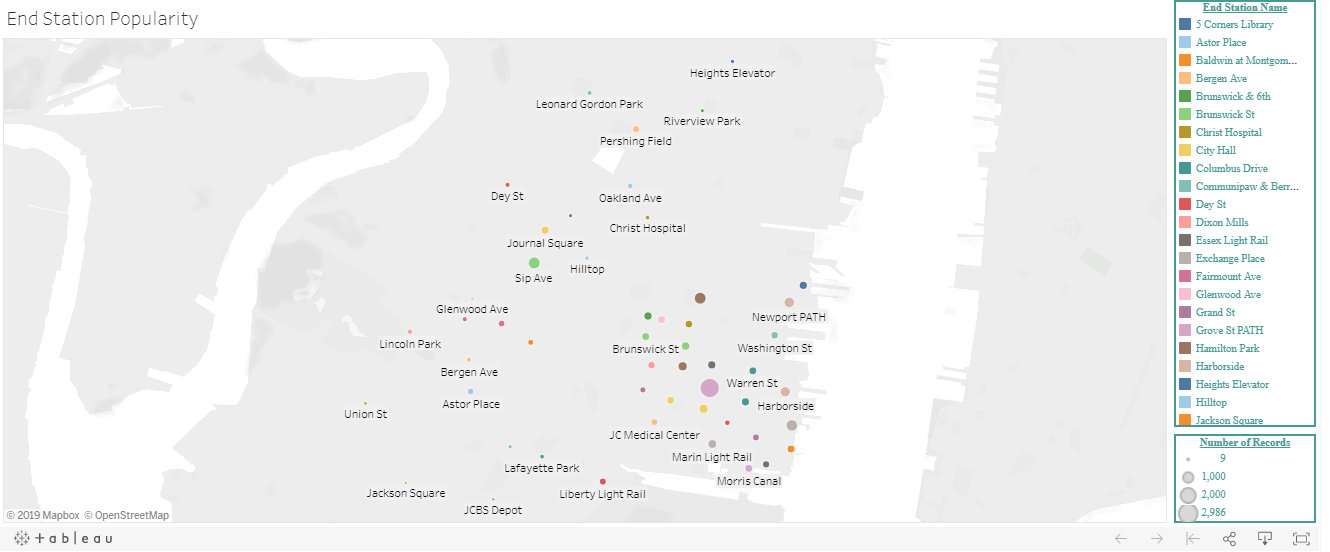 End Station Popularity
Heights Elevator
Leonard Gordon Park
Riverview Park
Pershing Field
Dey St
Oakland Ave
Christ Hospital
Journal Square
Hilltop
Sip Ave
Glenwood Ave
Newport PATH
Lincoln Park
Brunswick St
Washington St
Bergen Ave
Warren St
Astor Place
Harborside
Union St
JC Medical Center
Marin Light Rail
Lafayette Park
Morris Canal
Jackson Square
Liberty Light Rail
JCBS Depot
© 2019 Mapbox © OpenStreetMap
End Station Name
5 Corners Library
Astor Place
Baldwin at Montgom...
Bergen Ave
Brunswick & 6th
Brunswick St
Christ Hospital
City Hall
Columbus Drive
Communipaw & Berr...
Dey St
Dixon Mills
Essex Light Rail
Exchange Place
Fairmount Ave
Glenwood Ave
Grand St
Grove St PATH
Hamilton Park
Harborside
Heights Elevator
Hilltop
Jackson Square
Number of Records
9
1,000
2,000
2,986
+ableau